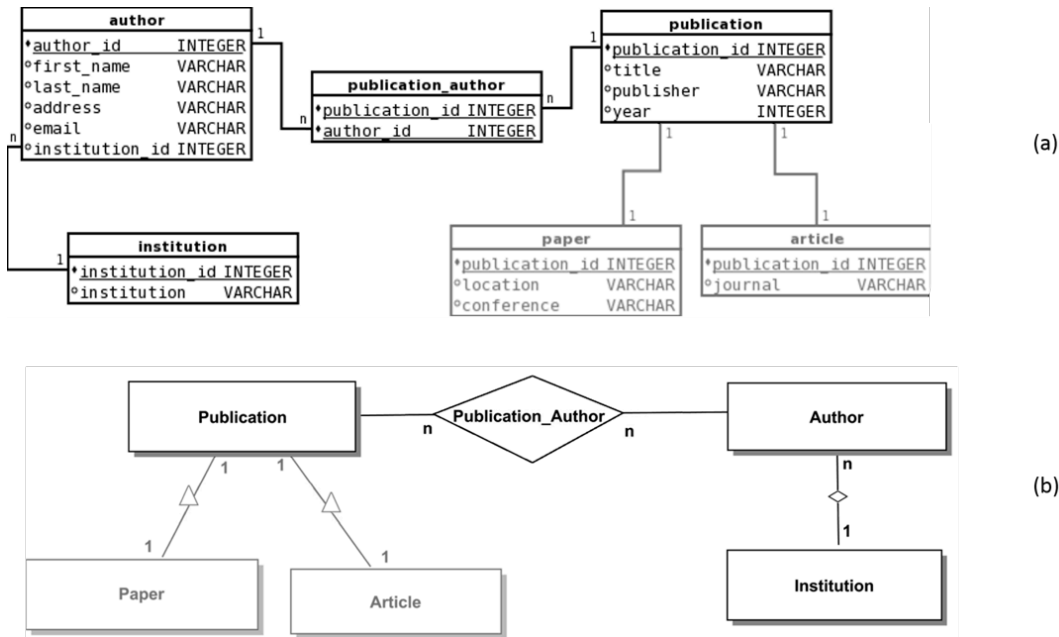 author
author_id INTEGER
first_name VARCHAR
last_name VARCHAR
address VARCHAR
email VARCHAR
institution_id INTEGER
1
n
publication_author
publication_id INTEGER
author_id INTEGER
n
n
publication
publication_id INTEGER
title VARCHAR
publisher VARCHAR
year INTEGER
1
1
1
(a)
institution
institution_id INTEGER
institution VARCHAR
1
paper
publication_id INTEGER
location VARCHAR
conference VARCHAR
1
article
publication_id INTEGER
journal VARCHAR
1
Publication
Publication_Author
Author
n
n
1
1
n
(b)
1
1
1
Paper
Article
Institution